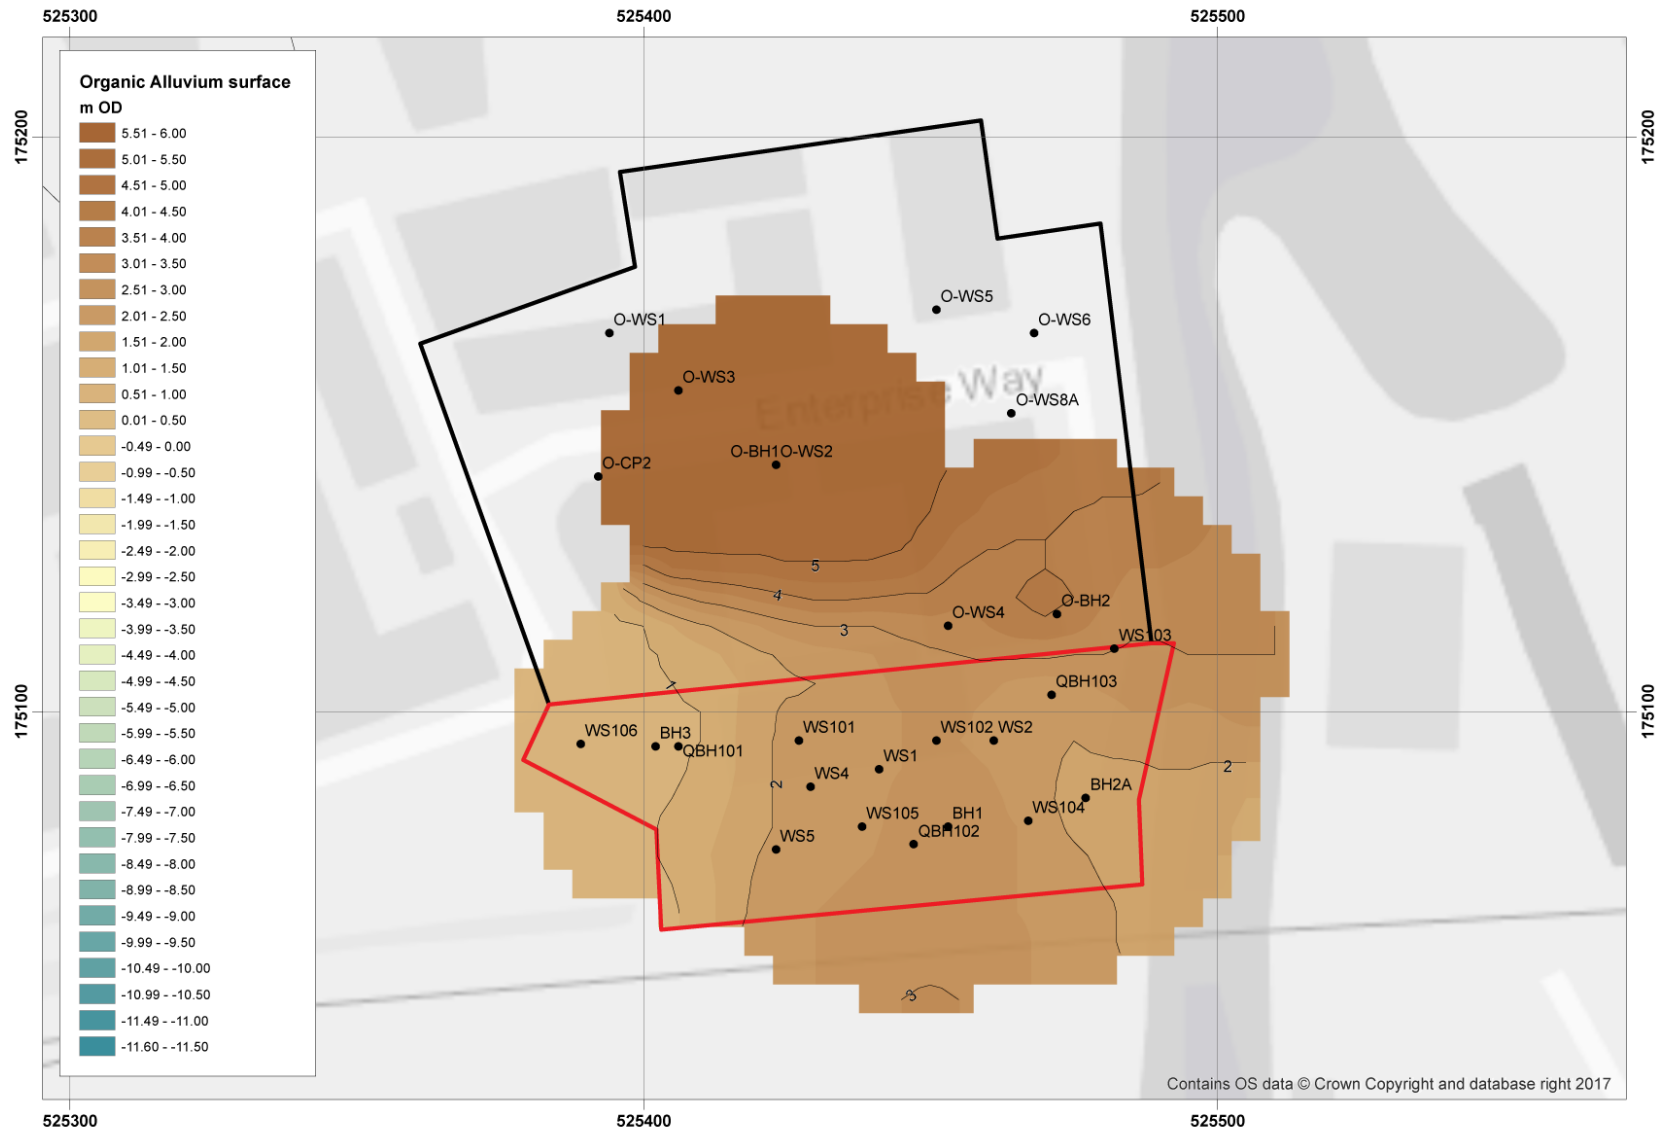 525300 525400 525500
175200 175200
175100 175100
Organic Alluvium surface
m OD
5.51 - 6.00
5.01 - 5.50
4.51 - 5.00
4.01 - 4.50
3.51 - 4.00
3.01 - 3.50
2.51 - 3.00
2.01 - 2.50
1.51 - 2.00
1.01 - 1.50
0.51 - 1.00
0.01 - 0.50
-0.49 - 0.00
-0.99 - -0.50
-1.49 - -1.00
-1.99 - -1.50
-2.49 - -2.00
-2.99 - -2.50
-3.49 - -3.00
-3.99 - -3.50
-4.49 - -4.00
-4.99 - -4.50
-5.49 - -5.00
-5.99 - -5.50
-6.49 - -6.00
-6.99 - -6.50
-7.49 - -7.00
-7.99 - -7.50
-8.49 - -8.00
-8.99 - -8.50
-9.49 - -9.00
-9.99 - -9.50
-10.49 - -10.00
-10.99 - -10.50
-11.49 - -11.00
-11.60 - -11.50
O-WS5
O-WS1
O-WS6
O-WS3
Enterprise Way
O-WS8A
O-BH1O-WS2
O-CP2
5
4
O-BH2
O-WS4
3
WS103
1
QBH103
WS106
BH3
QBH101
WS101
WS102 WS2
WS1
2
WS4
2
BH2A
WS105
BH1
WS104
QBH102
WS5
3
Contains OS data © Crown Copyright and database right 2017
525300 525400 525500